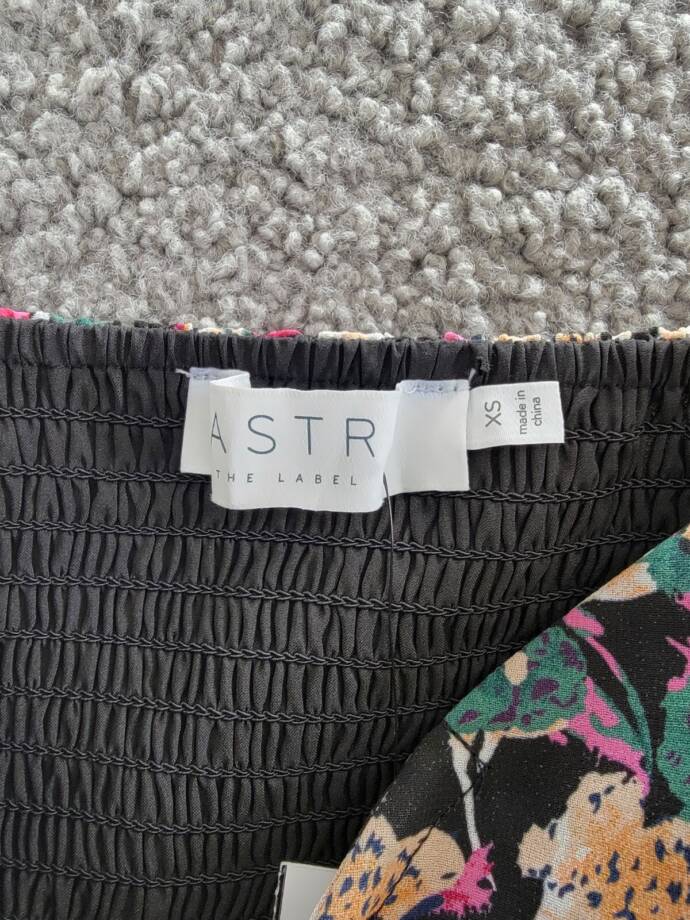 ASTR
THE LABEL
XS
made in
china